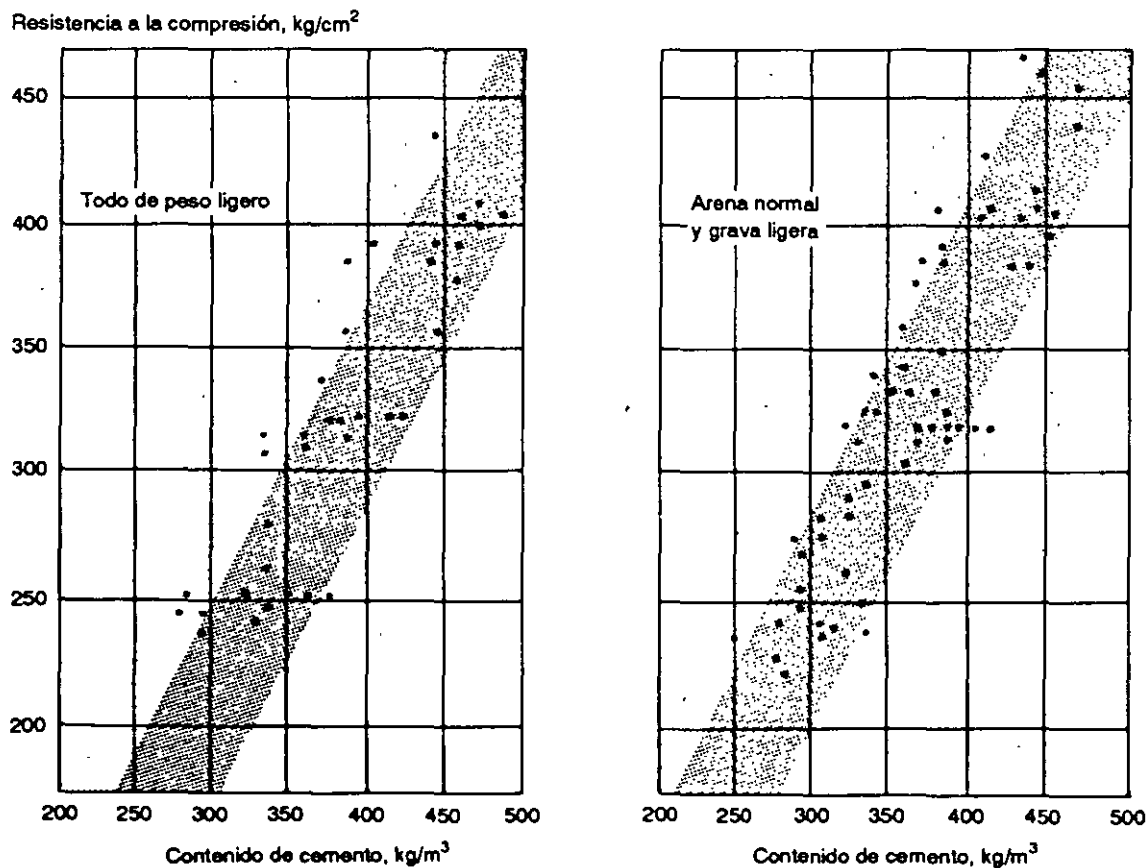 Resistencia a la compresión, kg/cm²
450
400
350
300
250
200
Todo de peso ligero
200 250 300 350 400 450 500
Contenido de cemento, kg/m³
Arena normal
y grava ligera
200 250 300 350 400 450 500
Contenido de cemento, kg/m³